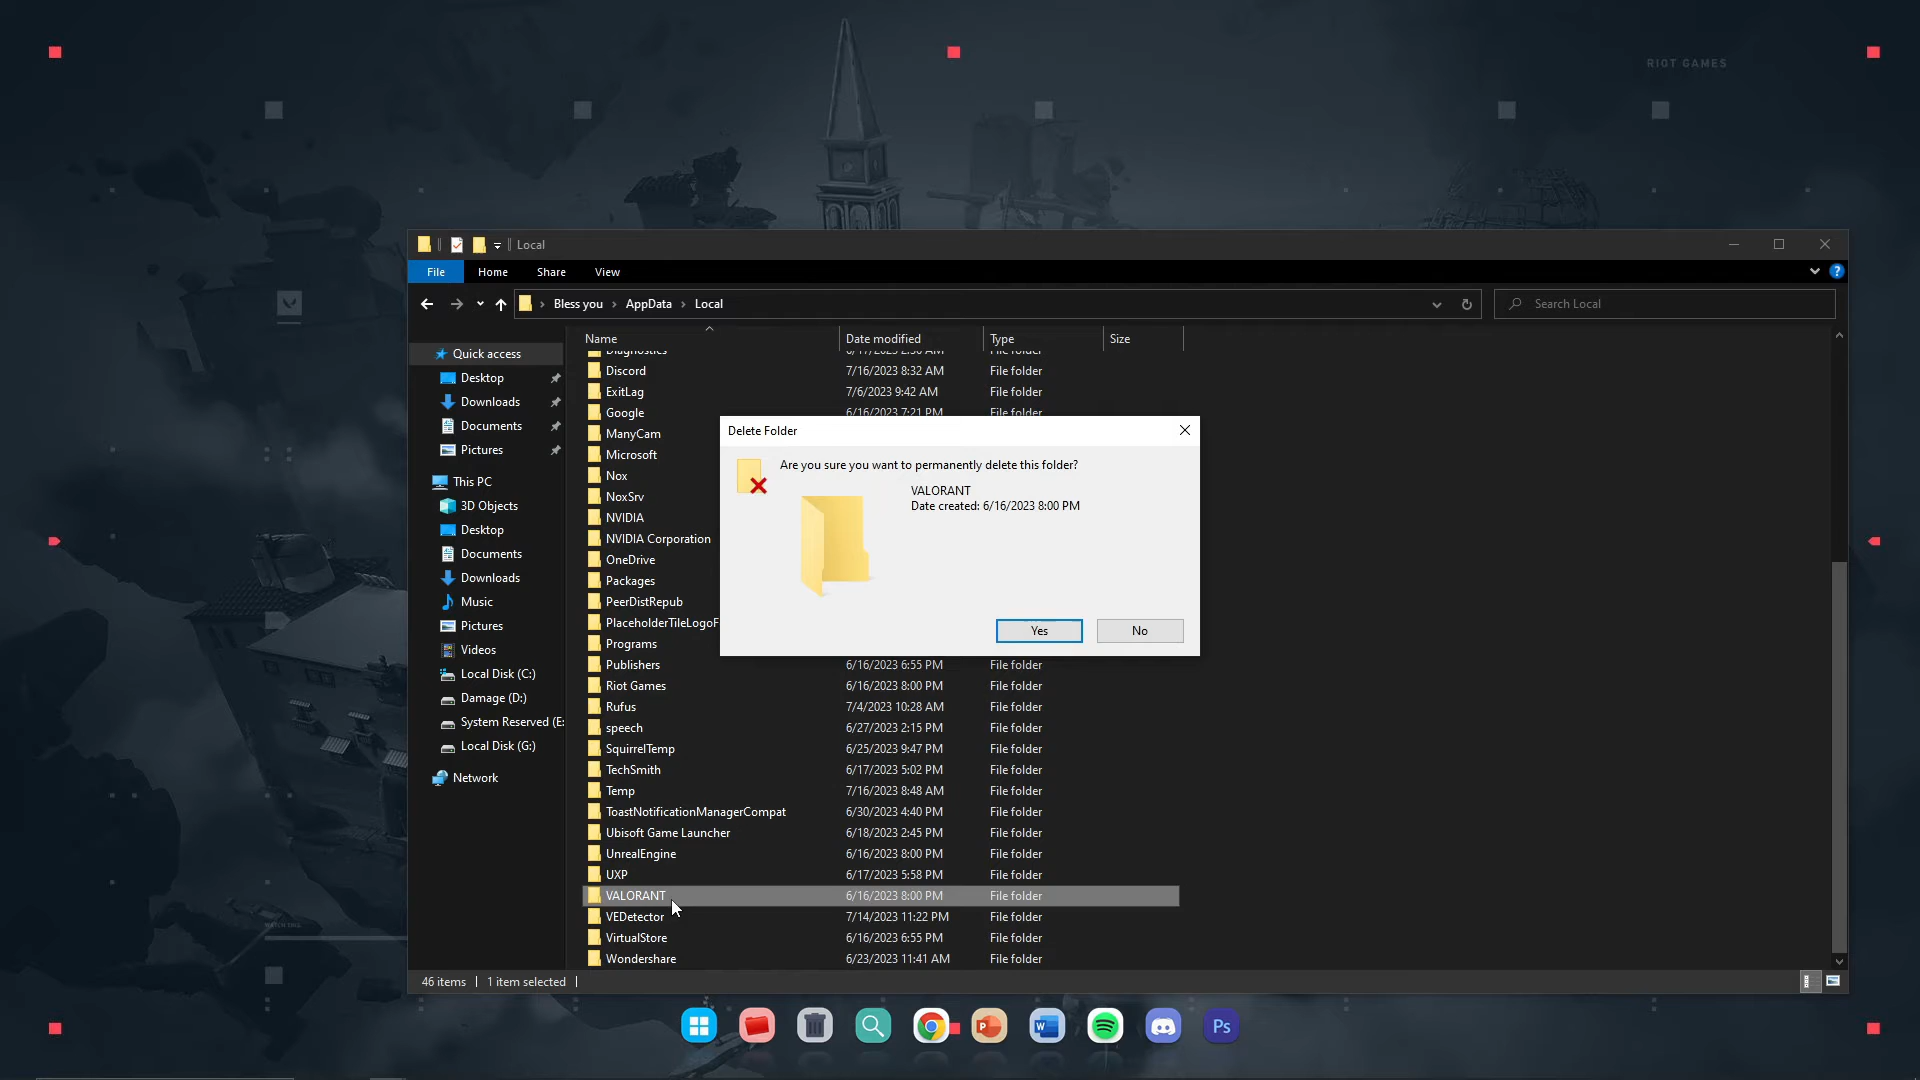 RIOT GAMES
Local
File Home Share View
Bless you AppData Local
Search Local
Name Date modified Type Size
Quick access
Desktop
Downloads
Documents
Pictures
This PC
3D Objects
Desktop
Documents
Downloads
Music
Pictures
Videos
Local Disk (C:)
Damage (D:)
System Reserved (E:
Local Disk (G:)
Network
Diagnostics File folder
Discord 7/16/2023 8:32 AM File folder
ExitLag 7/6/2023 9:42 AM File folder
Google 6/16/2023 7:21 PM File folder
ManyCam
Microsoft
Nox
NoxSrv
NVIDIA
NVIDIA Corporation
OneDrive
Packages
PeerDistRepub
PlaceholderTileLogoF
Programs
Publishers 6/16/2023 6:55 PM File folder
Riot Games 6/16/2023 8:00 PM File folder
Rufus 7/4/2023 10:28 AM File folder
speech 6/27/2023 2:15 PM File folder
SquirrelTemp 6/25/2023 9:47 PM File folder
TechSmith 6/17/2023 5:02 PM File folder
Temp 7/16/2023 8:48 AM File folder
ToastNotificationManagerCompat 6/30/2023 4:40 PM File folder
Ubisoft Game Launcher 6/18/2023 2:45 PM File folder
UnrealEngine 6/16/2023 8:00 PM File folder
UXP 6/17/2023 5:58 PM File folder
VALORANT 6/16/2023 8:00 PM File folder
VEDetector 7/14/2023 11:22 PM File folder
VirtualStore 6/16/2023 6:55 PM File folder
Wondershare 6/23/2023 11:41 AM File folder
Delete Folder
Are you sure you want to permanently delete this folder?
VALORANT
Date created: 6/16/2023 8:00 PM
Yes No
46 items 1 item selected
P W Ps